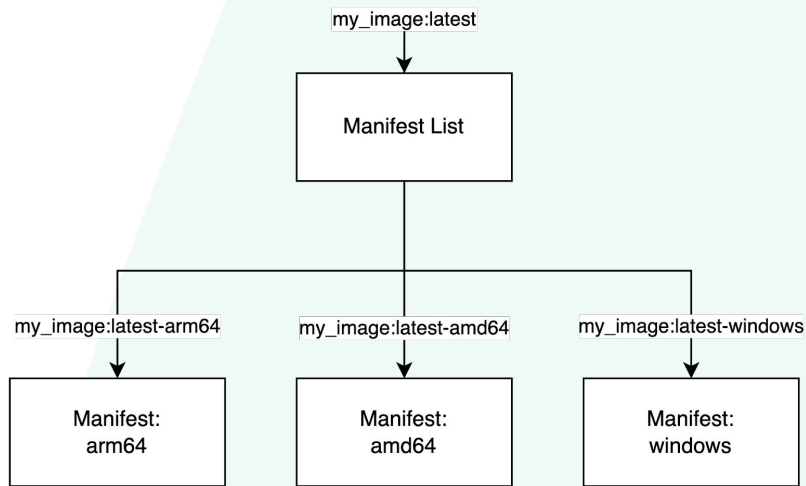 my_image:latest
Manifest List
my_image:latest-arm64
my_image:latest-amd64
my_image:latest-windows
Manifest:
arm64
Manifest:
amd64
Manifest:
windows